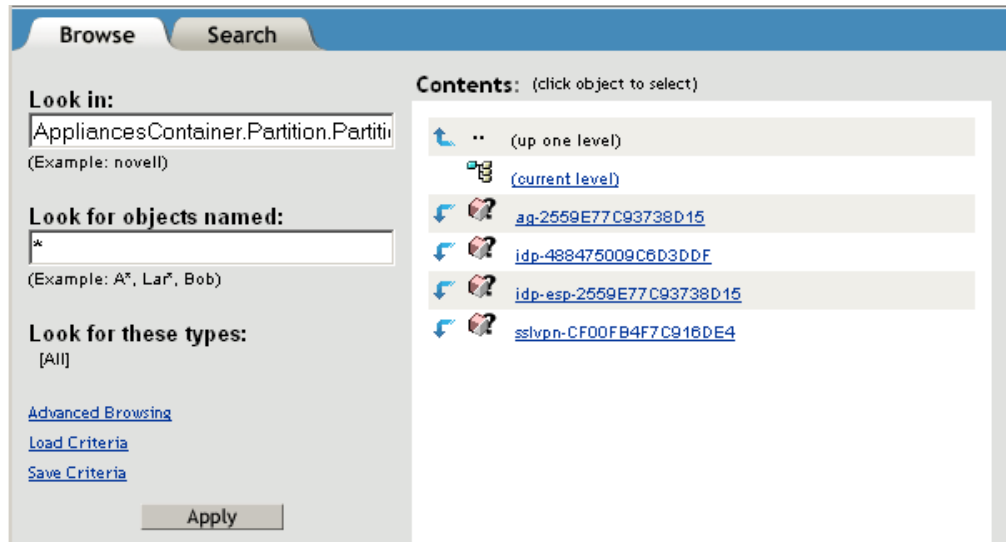 Browse
Search
Look in:
AppliancesContainer.Partition.Partiti
(Example: novell)
Look for objects named:
*
(Example: A*, Lar*, Bob)
Look for these types:
[All]
Advanced Browsing
Load Criteria
Save Criteria
Apply
Contents: (click object to select)
.. (up one level)
(current level)
ag-2559E77C93738D15
idp-488475009C6D3DDF
idp-esp-2559E77C93738D15
sslvpn-CF00FB4F7C916DE4